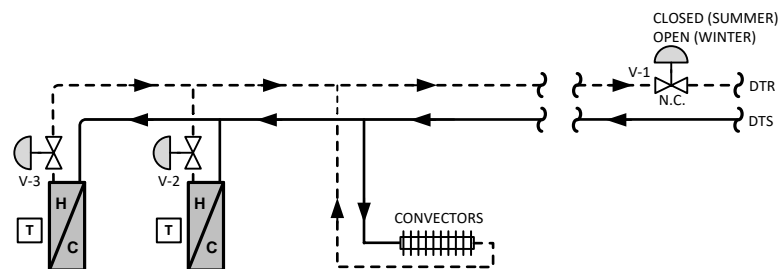 CLOSED (SUMMER)
OPEN (WINTER)
V-1
N.C.
DTR
DTS
V-3
V-2
H
C
T
H
C
T
CONVECTORS